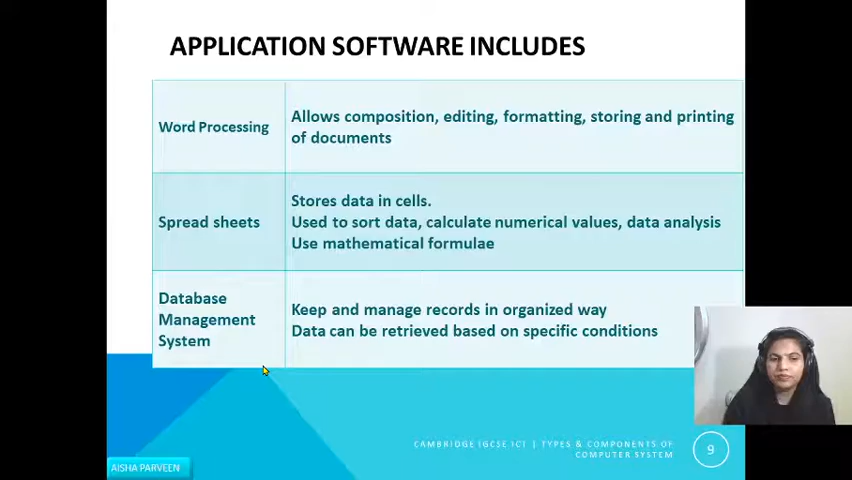 APPLICATION SOFTWARE INCLUDES
Word Processing
Allows composition, editing, formatting, storing and printing
of documents
Spread sheets
Stores data in cells.
Used to sort data, calculate numerical values, data analysis
Use mathematical formulae
Database
Management
System
Keep and manage records in organized way
Data can be retrieved based on specific conditions
CAMBRIDGE IGCSE ICT | TYPES & COMPONENTS OF
COMPUTER SYSTEM
9
AISHA PARVEEN